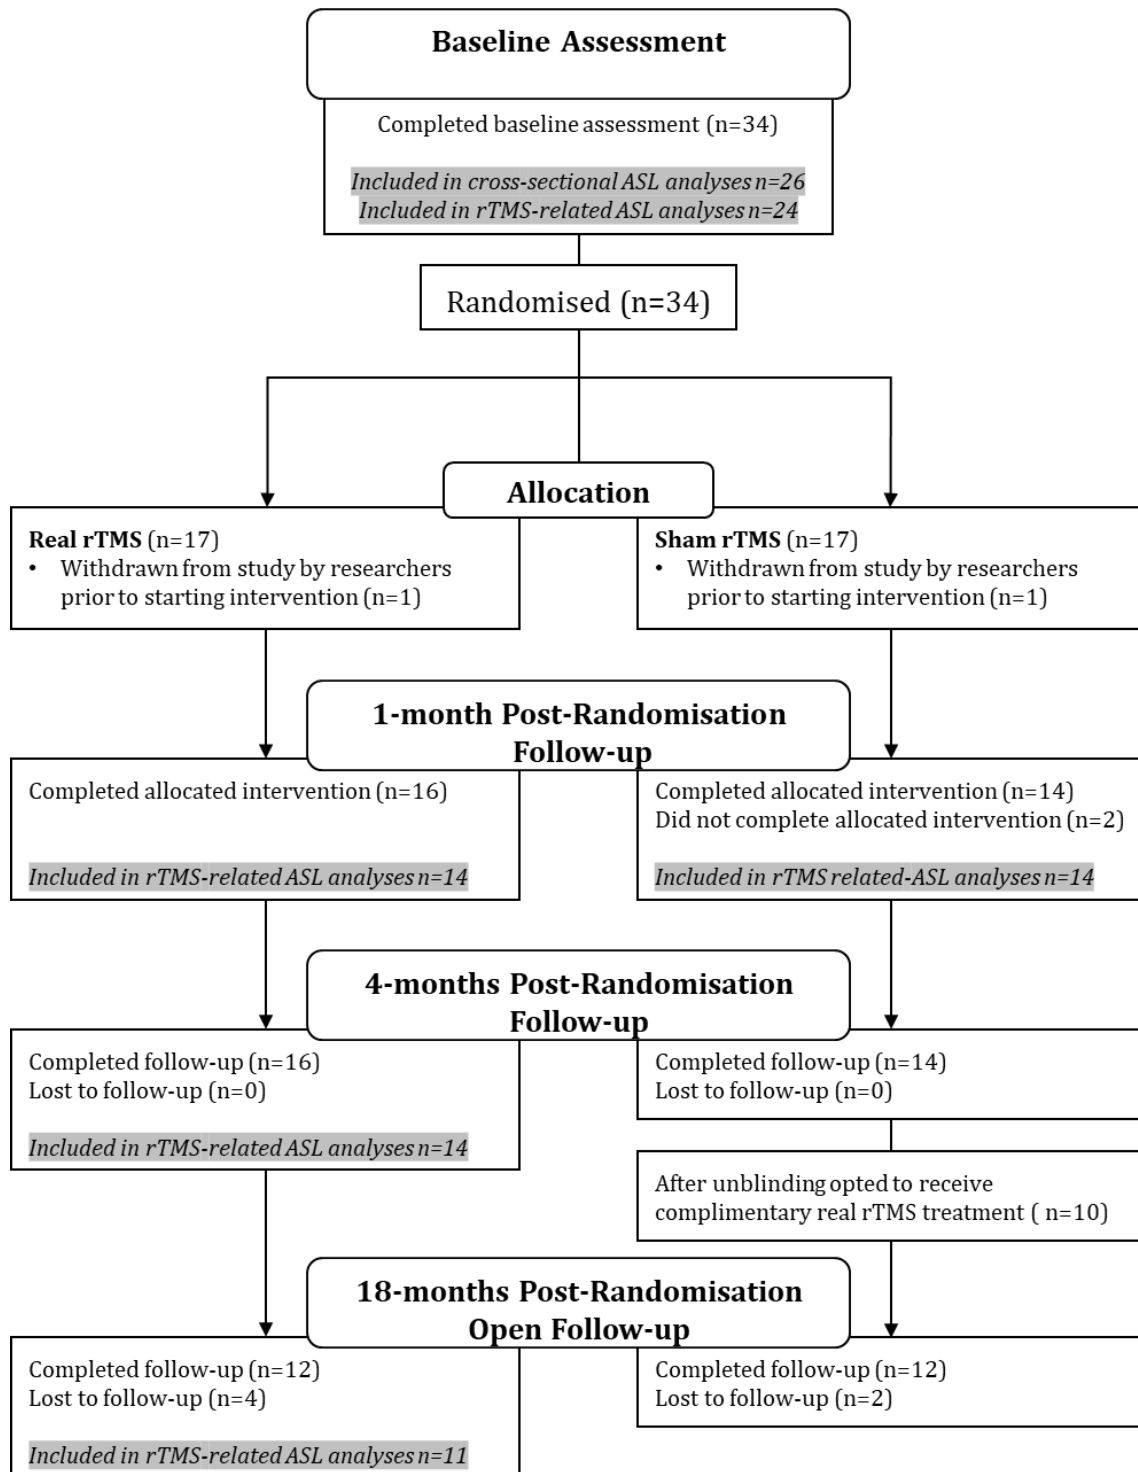 Baseline Assessment
Completed baseline assessment (n=34)
Included in cross-sectional ASL analyses n=26
Included in rTMS-related ASL analyses n=24
Randomised (n=34)
Allocation
Real rTMS (n=17)
• Withdrawn from study by researchers
prior to starting intervention (n=1)
Sham rTMS (n=17)
• Withdrawn from study by researchers
prior to starting intervention (n=1)
1-month Post-Randomisation
Follow-up
Completed allocated intervention (n=16)
Included in rTMS-related ASL analyses n=14
Completed allocated intervention (n=14)
Did not complete allocated intervention (n=2)
Included in rTMS related-ASL analyses n=14
4-months Post-Randomisation
Follow-up
Completed follow-up (n=16)
Lost to follow-up (n=0)
Included in rTMS-related ASL analyses n=14
Completed follow-up (n=14)
Lost to follow-up (n=0)
After unblinding opted to receive
complimentary real rTMS treatment ( n=10)
18-months Post-Randomisation
Open Follow-up
Completed follow-up (n=12)
Lost to follow-up (n=4)
Included in rTMS-related ASL analyses n=11
Completed follow-up (n=12)
Lost to follow-up (n=2)